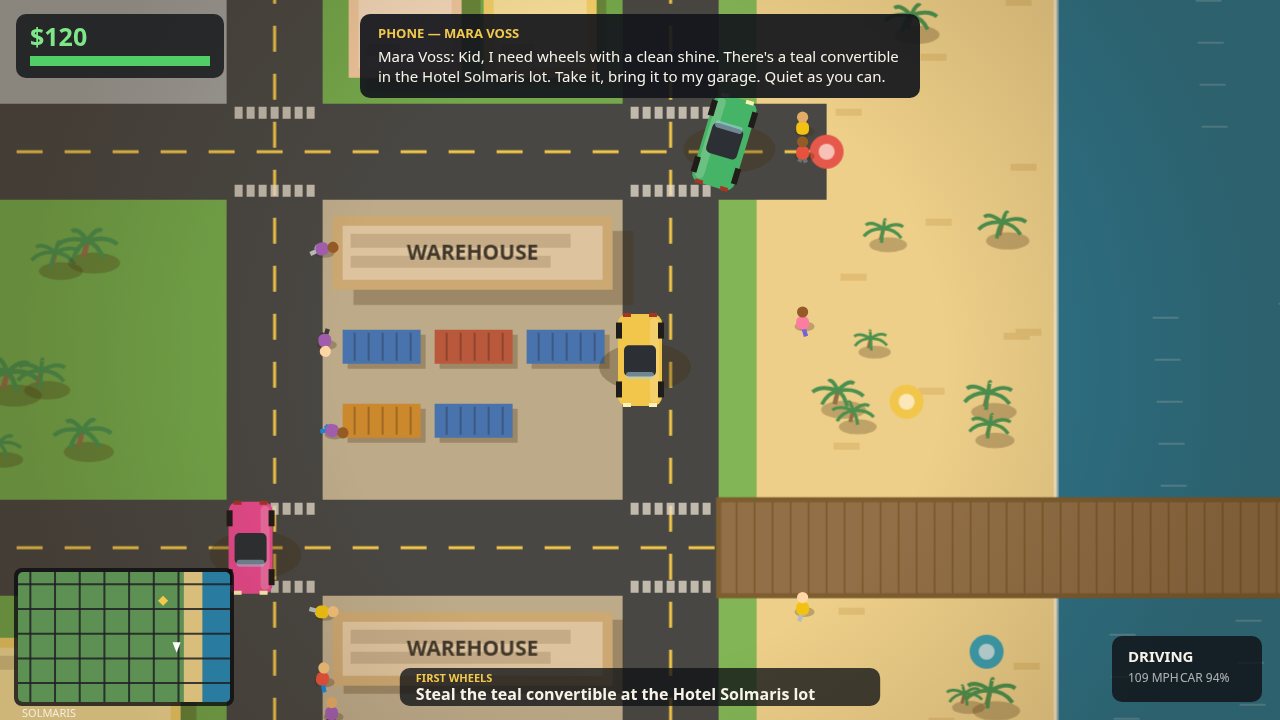 $120
PHONE — MARA VOSS
Mara Voss: Kid, I need wheels with a clean shine. There's a teal convertible
in the Hotel Solmaris lot. Take it, bring it to my garage. Quiet as you can.
WAREHOUSE
WAREHOUSE
FIRST WHEELS
Steal the teal convertible at the Hotel Solmaris lot
DRIVING
109 MPH CAR 94%
SOLMARIS